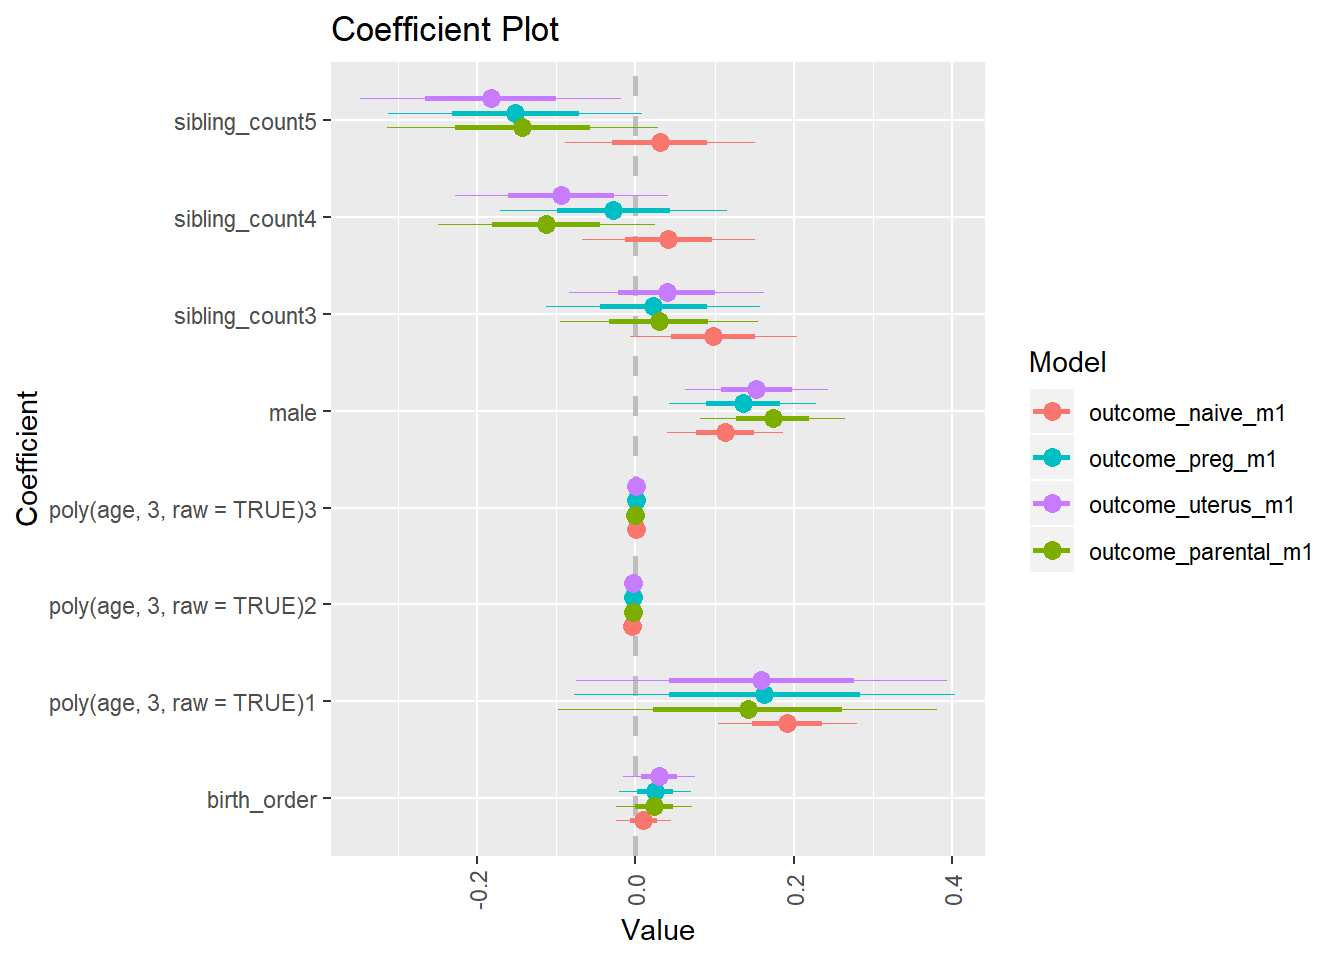 Coefficient Plot
Coefficient
sibling_count5
sibling_count4
sibling_count3
male
poly(age, 3, raw = TRUE)3
poly(age, 3, raw = TRUE)2
poly(age, 3, raw = TRUE)1
birth_order
-0.2
0.0
0.2
0.4
Value
Model
outcome_naive_m1
outcome_preg_m1
outcome_uterus_m1
outcome_parental_m1